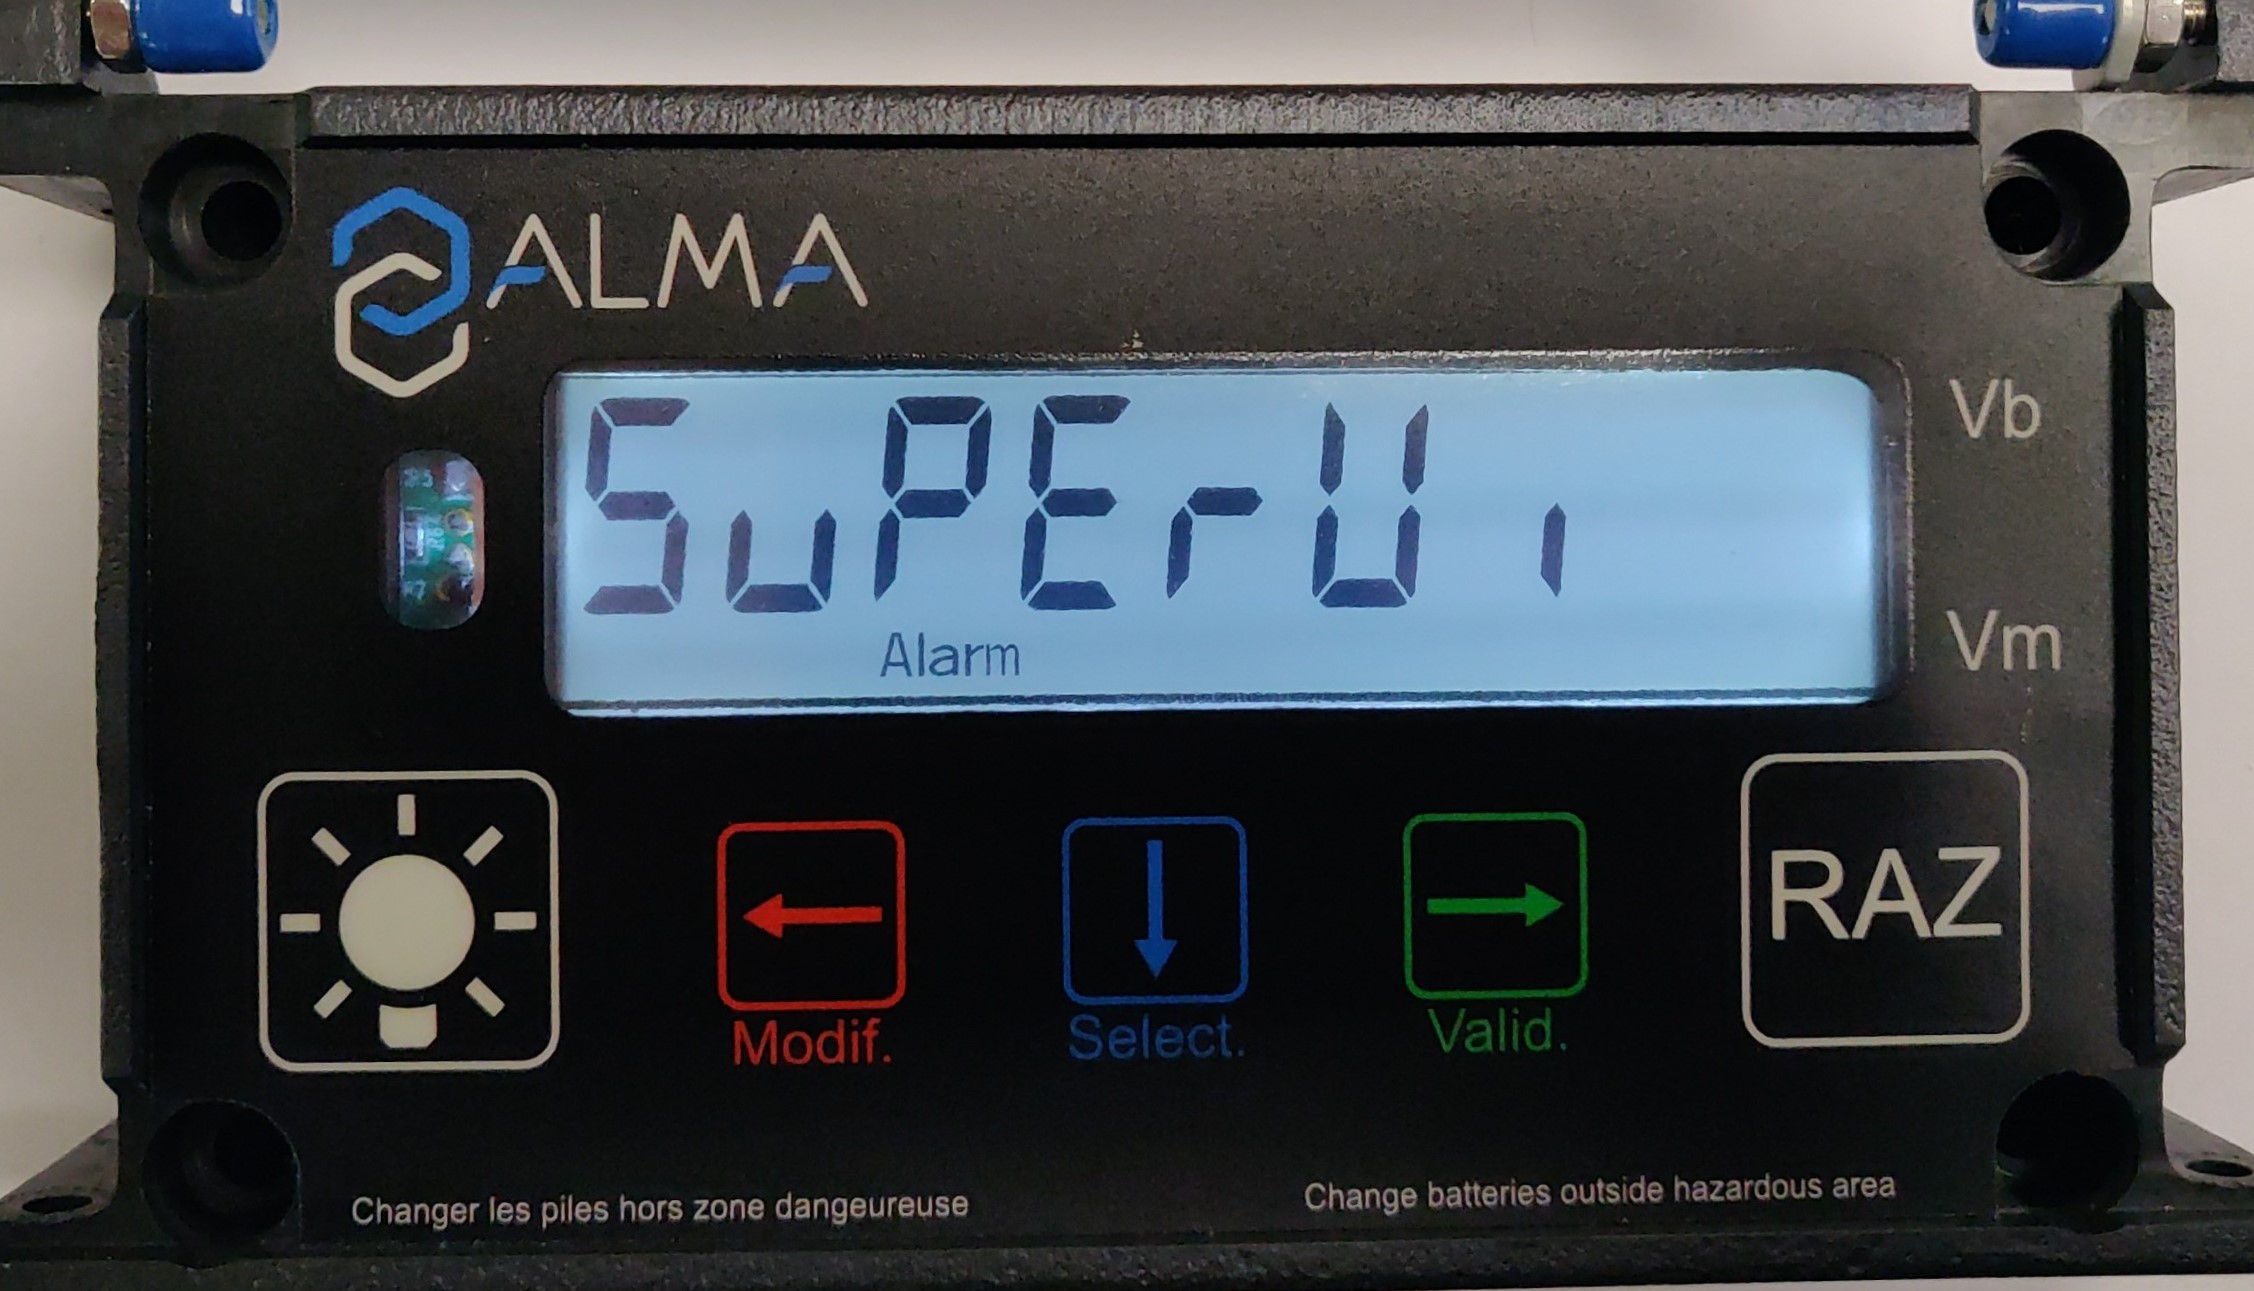 ALMA
SuPErUi
Vb
Alarm
Vm
RAZ
Modif.
Select.
Valid.
Changer les piles hors zone dangeureuse
Change batteries outside hazardous area